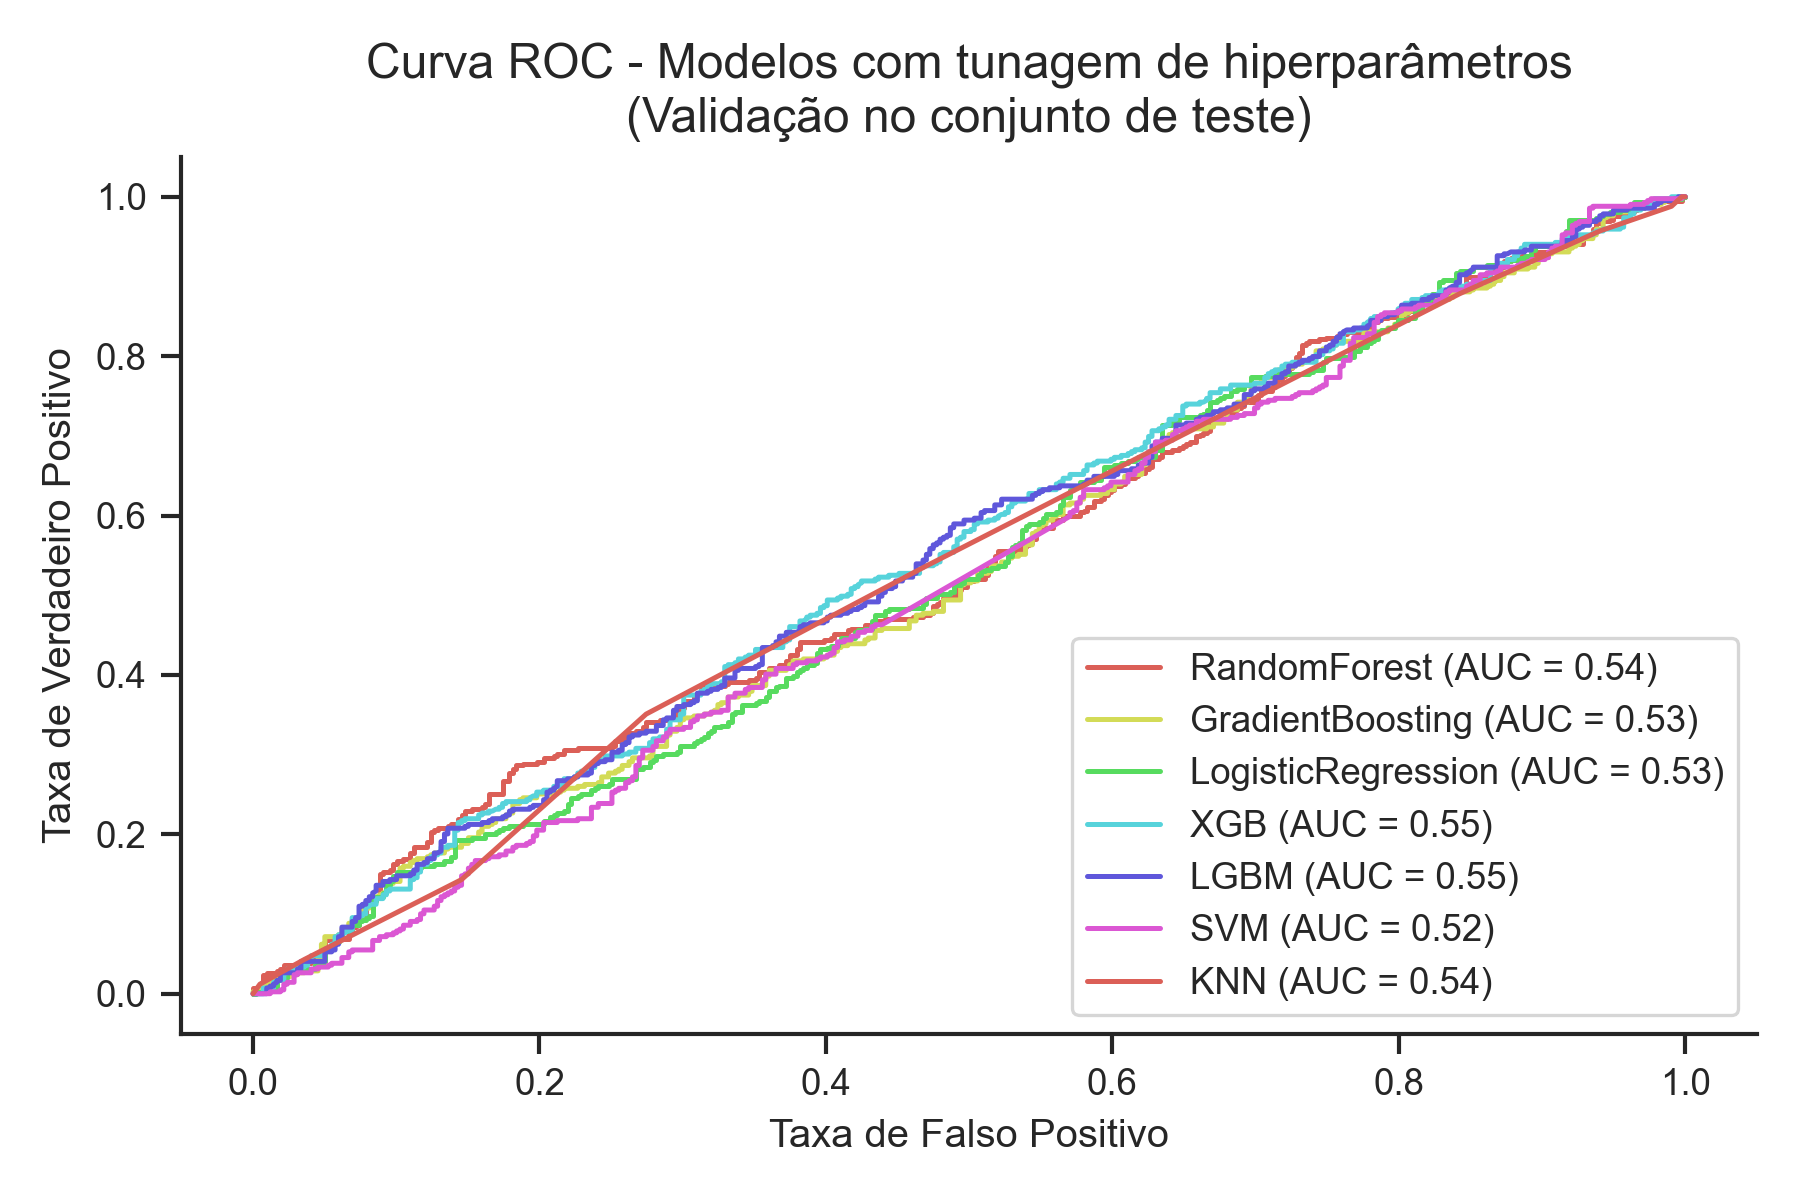 Curva ROC - Modelos com tunagem de hiperparâmetros
(Validação no conjunto de teste)
Taxa de Verdadeiro Positivo
1.0
0.8
0.6
0.4
0.2
0.0
RandomForest (AUC = 0.54)
GradientBoosting (AUC = 0.53)
LogisticRegression (AUC = 0.53)
XGB (AUC = 0.55)
LGBM (AUC = 0.55)
SVM (AUC = 0.52)
KNN (AUC = 0.54)
0.0 0.2 0.4 0.6 0.8 1.0
Taxa de Falso Positivo